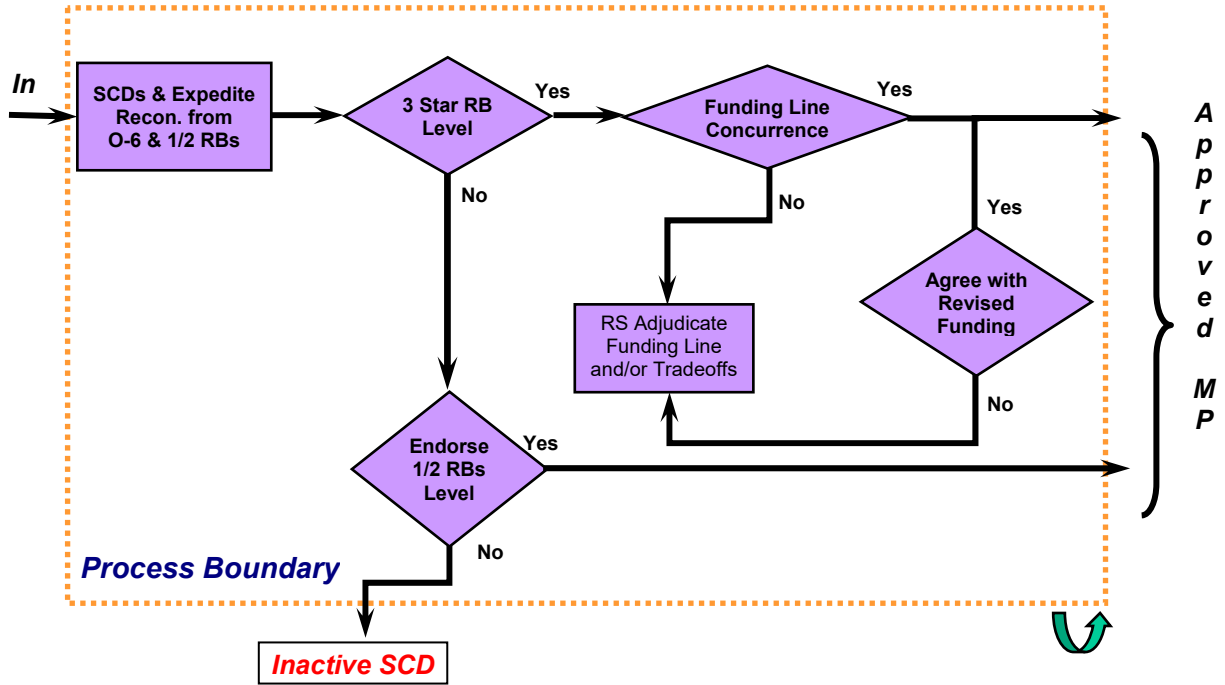 In
SCDs & Expedite
Recon. from
O-6 & 1/2 RBs
3 Star RB
Level
Yes
No
Funding Line
Concurrence
Yes
No
Yes
Agree with
Revised
Funding
No
RS Adjudicate
Funding Line
and/or Tradeoffs
Endorse
1/2 RBs
Level
Yes
No
Process Boundary
Inactive SCD
A
p
p
r
o
v
e
d
M
P